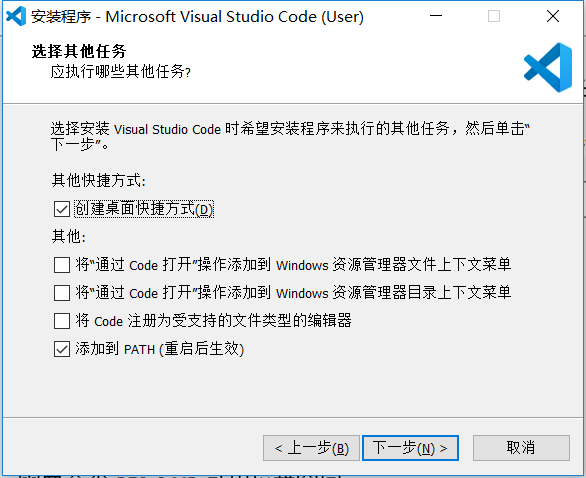 安装程序 - Microsoft Visual Studio Code (User)
选择其他任务
应执行哪些其他任务?
选择安装 Visual Studio Code 时希望安装程序来执行的其他任务，然后单击“
下一步”。
其他快捷方式:
创建桌面快捷方式(D)
其他:
将“通过 Code 打开”操作添加到 Windows 资源管理器文件上下文菜单
将“通过 Code 打开”操作添加到 Windows 资源管理器目录上下文菜单
将 Code 注册为受支持的文件类型的编辑器
添加到 PATH (重启后生效)
< 上一步(B)
下一步(N) >
取消